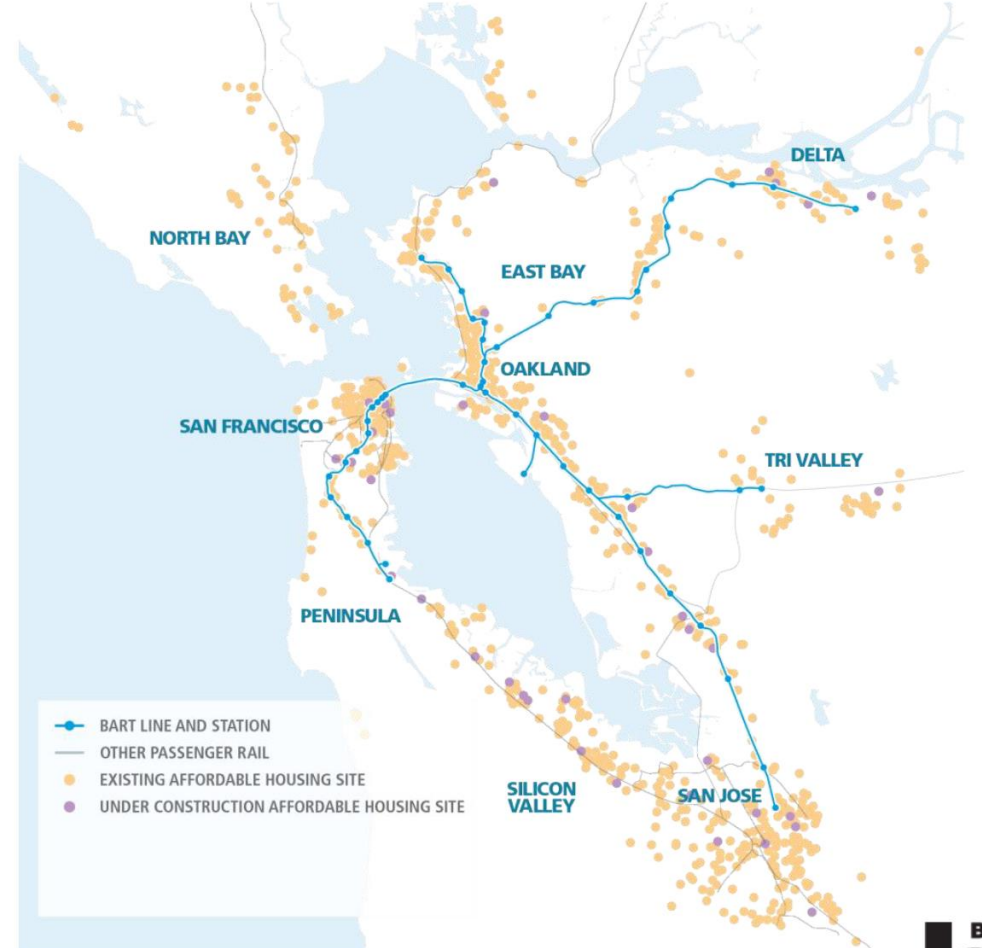 DELTA
NORTH BAY
EAST BAY
OAKLAND
SAN FRANCISCO
TRI VALLEY
PENINSULA
BART LINE AND STATION
OTHER PASSENGER RAIL
EXISTING AFFORDABLE HOUSING SITE
UNDER CONSTRUCTION AFFORDABLE HOUSING SITE
SILICON
VALLEY
SAN JOSE